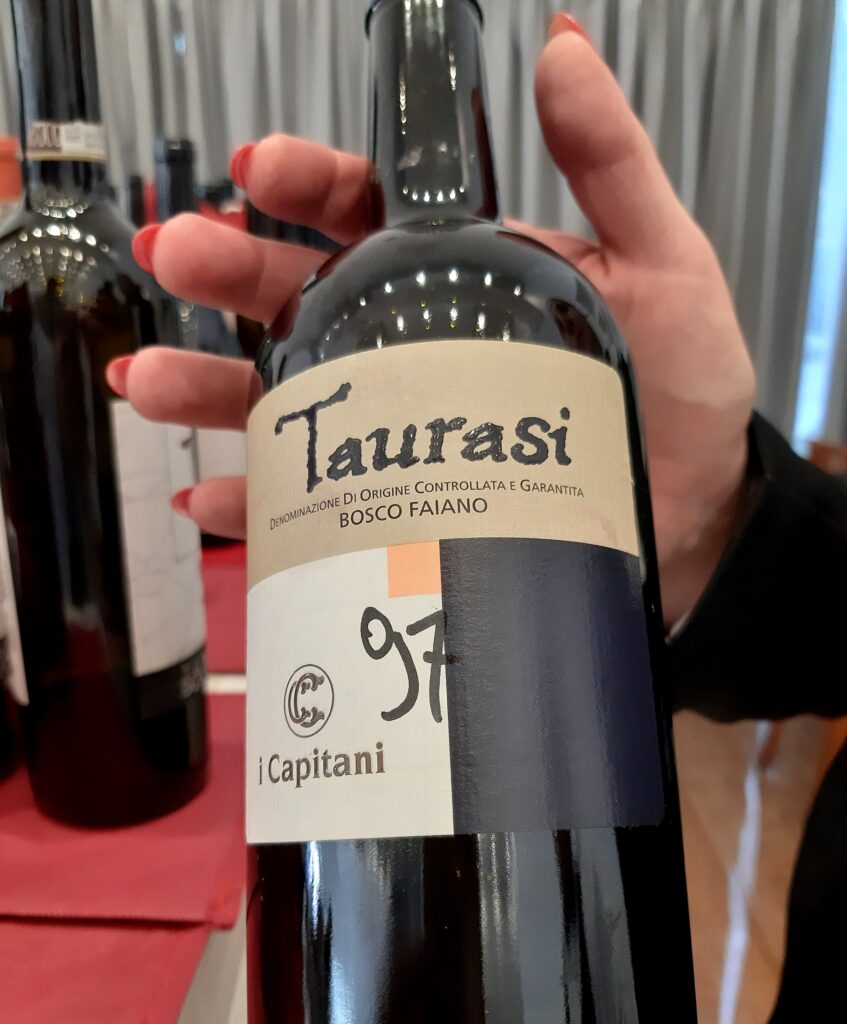 Taurasi
DENOMINAZIONE DI ORIGINE CONTROLLATA E GARANTITA
BOSCO FAIANO
97
i Capitani